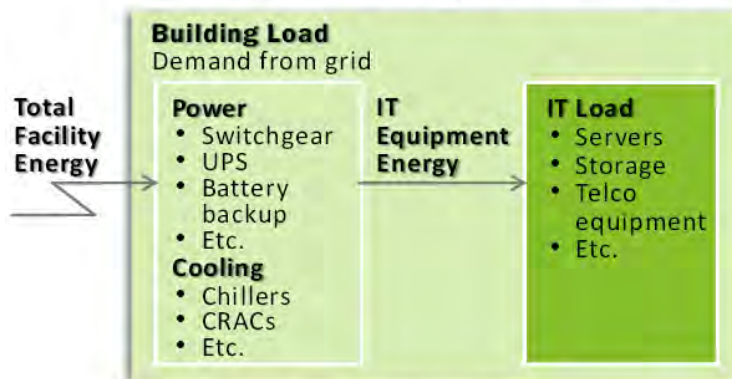 Building Load
Demand from grid
Total
Facility
Energy
Power
• Switchgear
• UPS
• Battery
backup
• Etc.
Cooling
• Chillers
• CRACs
• Etc.
IT
Equipment
Energy
IT Load
• Servers
• Storage
• Telco
equipment
• Etc.